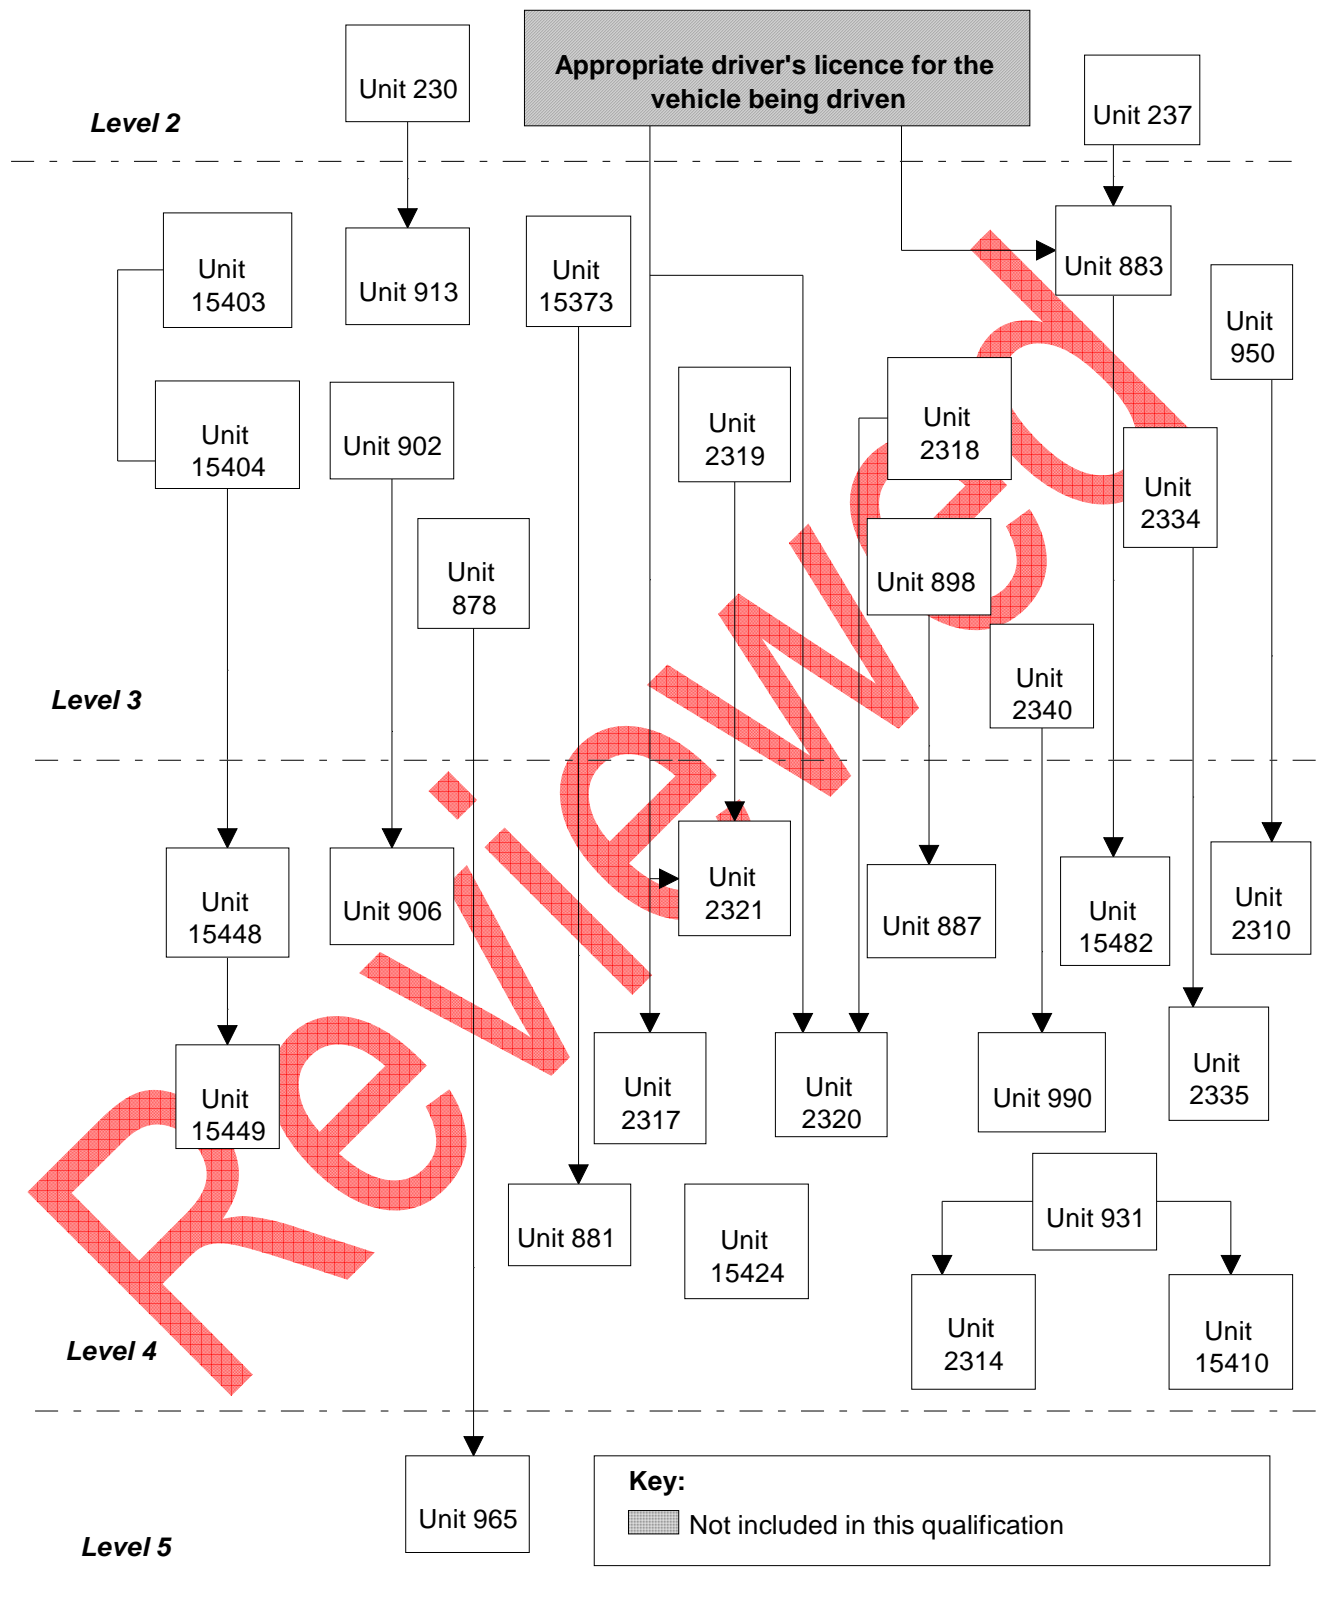 Appropriate driver's licence for the
vehicle being driven
Unit 230
Unit 237
Level 2
Unit
15403
Unit 913
Unit
15373
Unit 883
Unit
950
Unit
15404
Unit 902
Unit
2319
Unit
2318
Unit
2334
Unit
878
Unit 898
Unit
2340
Level 3
Unit
15448
Unit 906
Unit
2321
Unit 887
Unit
15482
Unit
2310
Unit
15449
Unit
2317
Unit
2320
Unit 990
Unit
2335
Unit 881
Unit
15424
Unit 931
Unit
2314
Unit
15410
Level 4
Unit 965
Key:
Not included in this qualification
Level 5
Reviewed